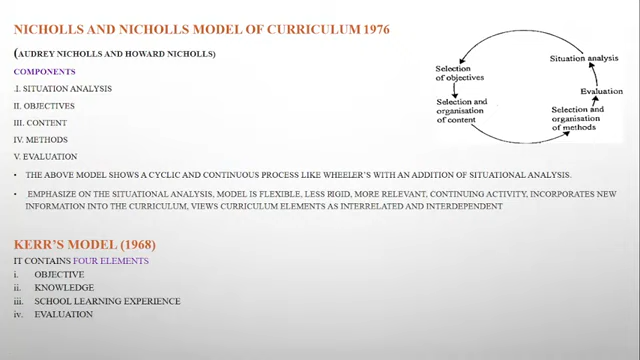 NICHOLLS AND NICHOLLS MODEL OF CURRICULUM 1976
(AUDREY NICHOLLS AND HOWARD NICHOLLS)
COMPONENTS
.I. SITUATION ANALYSIS
II. OBJECTIVES
III. CONTENT
IV. METHODS
V. EVALUATION
• THE ABOVE MODEL SHOWS A CYCLIC AND CONTINUOUS PROCESS LIKE WHEELER'S WITH AN ADDITION OF SITUATIONAL ANALYSIS.
• EMPHASIZE ON THE SITUATIONAL ANALYSIS, MODEL IS FLEXIBLE, LESS RIGID, MORE RELEVANT, CONTINUING ACTIVITY, INCORPORATES NEW
INFORMATION INTO THE CURRICULUM, VIEWS CURRICULUM ELEMENTS AS INTERRELATED AND INTERDEPENDENT
KERR'S MODEL (1968)
IT CONTAINS FOUR ELEMENTS
i. OBJECTIVE
ii. KNOWLEDGE
iii. SCHOOL LEARNING EXPERIENCE
iv. EVALUATION
Situation analysis
Selection
of objectives
Evaluation
Selection and
organisation
of content
Selection and
organisation
of methods